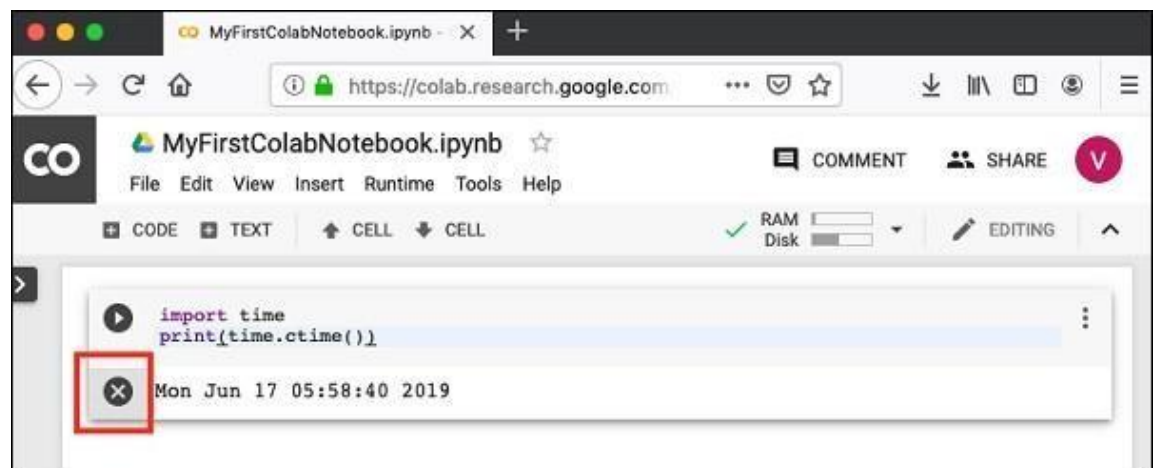 MyFirstColabNotebook.ipynb -
https://colab.research.google.com
CO MyFirstColabNotebook.ipynb
COMMENT SHARE V
File Edit View Insert Runtime Tools Help
CODE TEXT CELL CELL RAM Disk EDITING
import time
print(time.ctime())
Mon Jun 17 05:58:40 2019